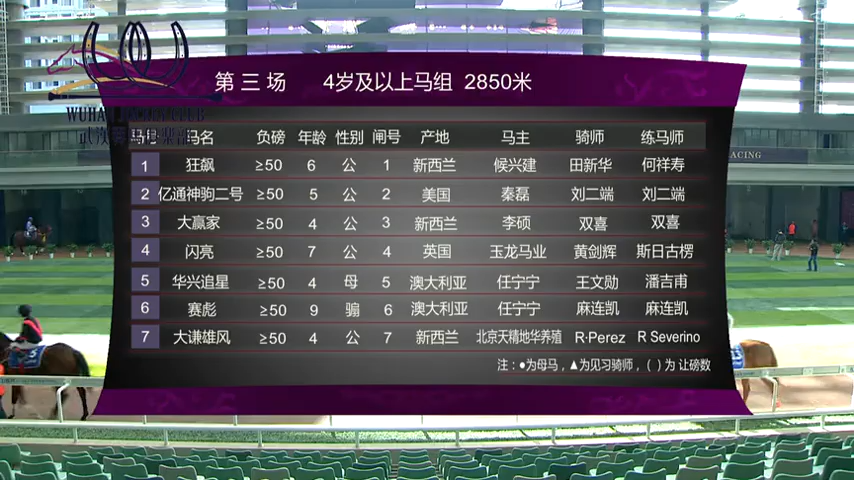 第三场 4岁及以上马组 2850米
马名 负磅 年龄 性别 闸号 产地 马主 骑师 练马师
1 狂飙 ≥50 6 公 1 新西兰 候兴建 田新华 何祥寿
2 亿通神驹二号 ≥50 5 公 2 美国 秦磊 刘二端 刘二端
3 大赢家 ≥50 4 公 3 新西兰 李硕 双喜 双喜
4 闪亮 ≥50 7 公 4 英国 玉龙马业 黄剑辉 斯日古楞
5 华兴追星 ≥50 4 母 5 澳大利亚 任宁宁 王文勋 潘吉甫
6 赛彪 ≥50 9 骟 6 澳大利亚 任宁宁 麻连凯 麻连凯
7 大谦雄风 ≥50 4 公 7 新西兰 北京天精地华养殖 R·Perez R Severino
注：●为母马，▲为见习骑师，（ ）为 让磅数
RACING